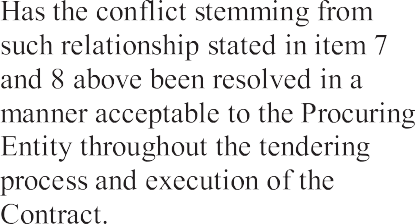 Has the conflict stemming from
such relationship stated in item 7
and 8 above been resolved in a
manner acceptable to the Procuring
Entity throughout the tendering
process and execution of the
Contract.